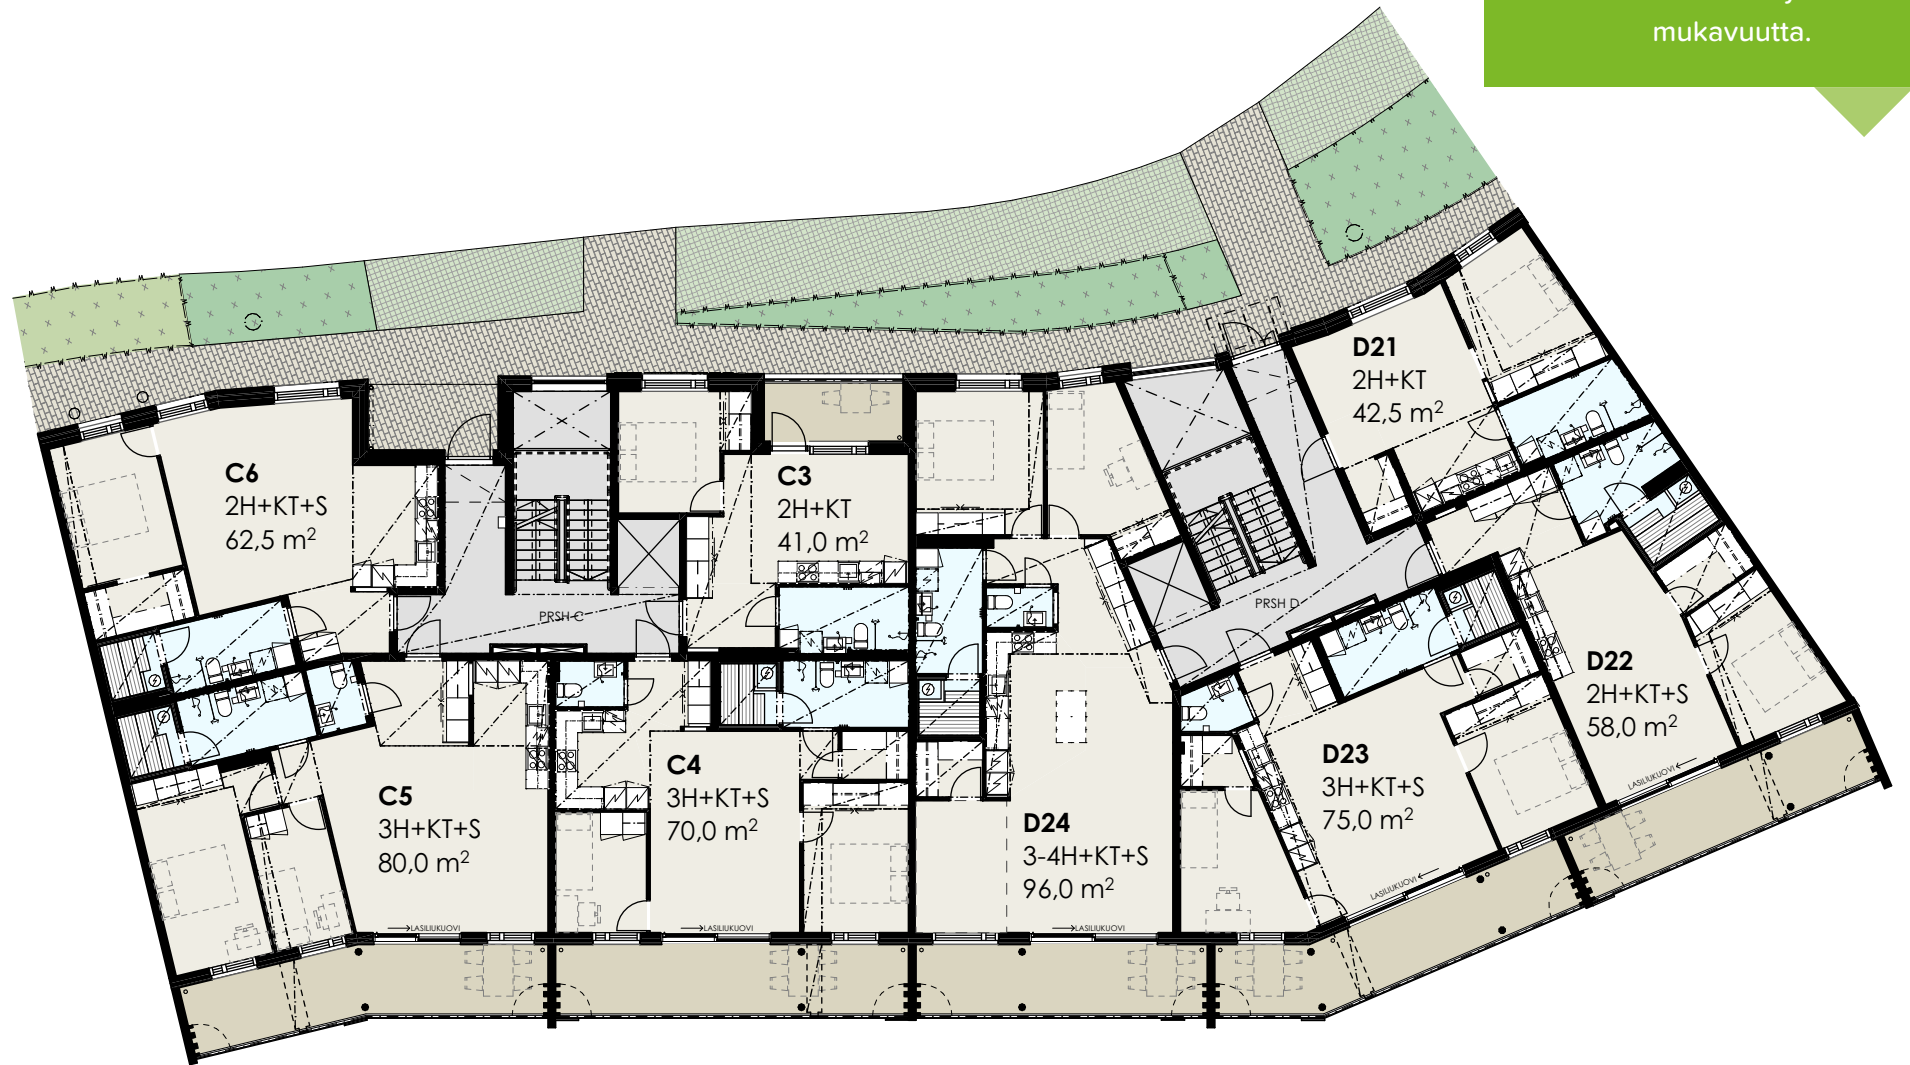 mukavuutta.
D21
2H+KT
42,5 m²
C6
2H+KT+S
62,5 m²
C3
2H+KT
41,0 m²
PRSH C
PRSH D
D22
2H+KT+S
58,0 m²
C5
3H+KT+S
80,0 m²
C4
3H+KT+S
70,0 m²
D24
3-4H+KT+S
96,0 m²
D23
3H+KT+S
75,0 m²
LASILIUKUOVI
LASILIUKUOVI
LASILIUKUOVI
LASILIUKUOVI
LASILIUKUOVI